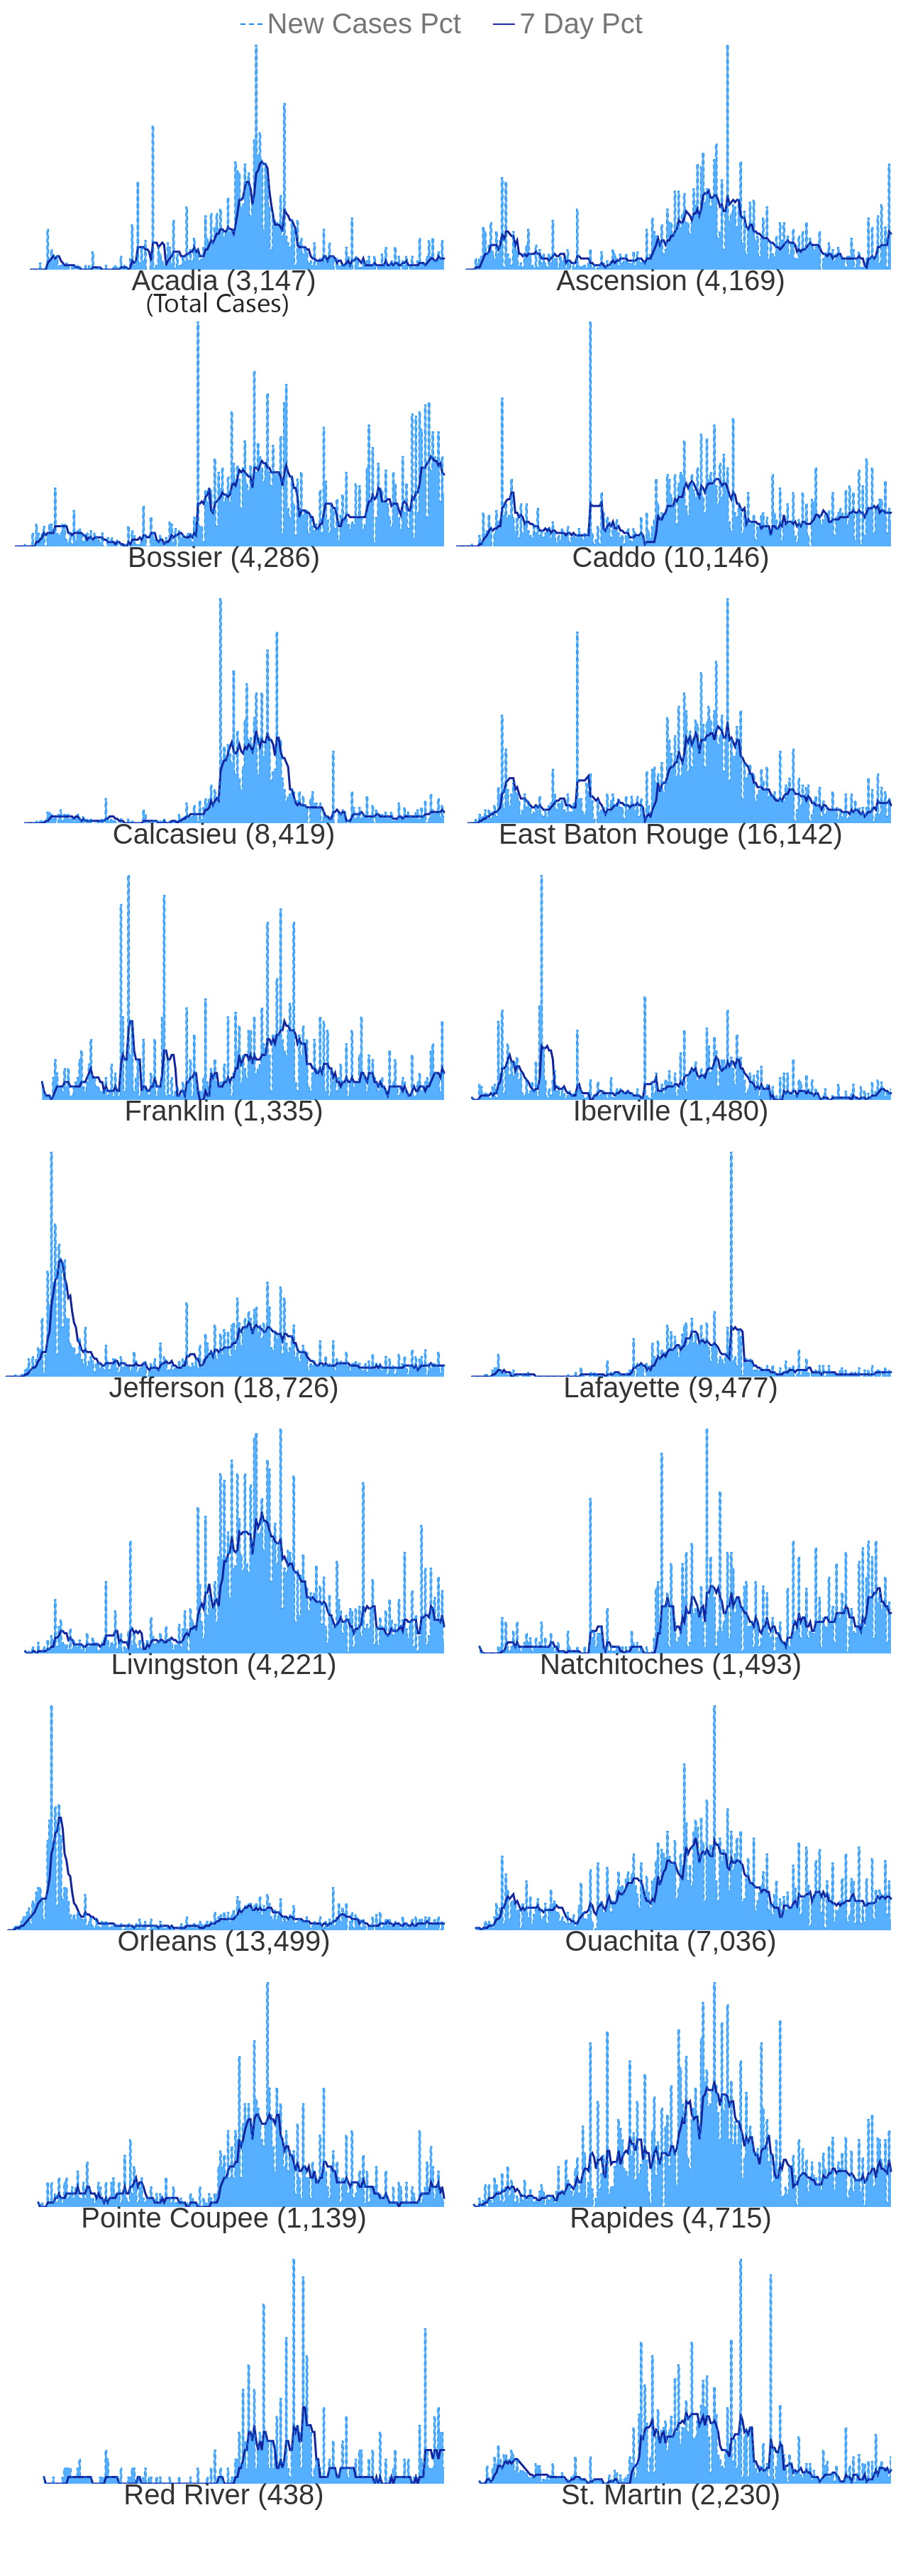 New Cases Pct 7 Day Pct
Acadia (3,147) Ascension (4,169)
(Total Cases)
Bossier (4,286) Caddo (10,146)
Calcasieu (8,419) East Baton Rouge (16,142)
Franklin (1,335) Iberville (1,480)
Jefferson (18,726) Lafayette (9,477)
Livingston (4,221) Natchitoches (1,493)
Orleans (13,499) Ouachita (7,036)
Pointe Coupee (1,139) Rapides (4,715)
Red River (438) St. Martin (2,230)